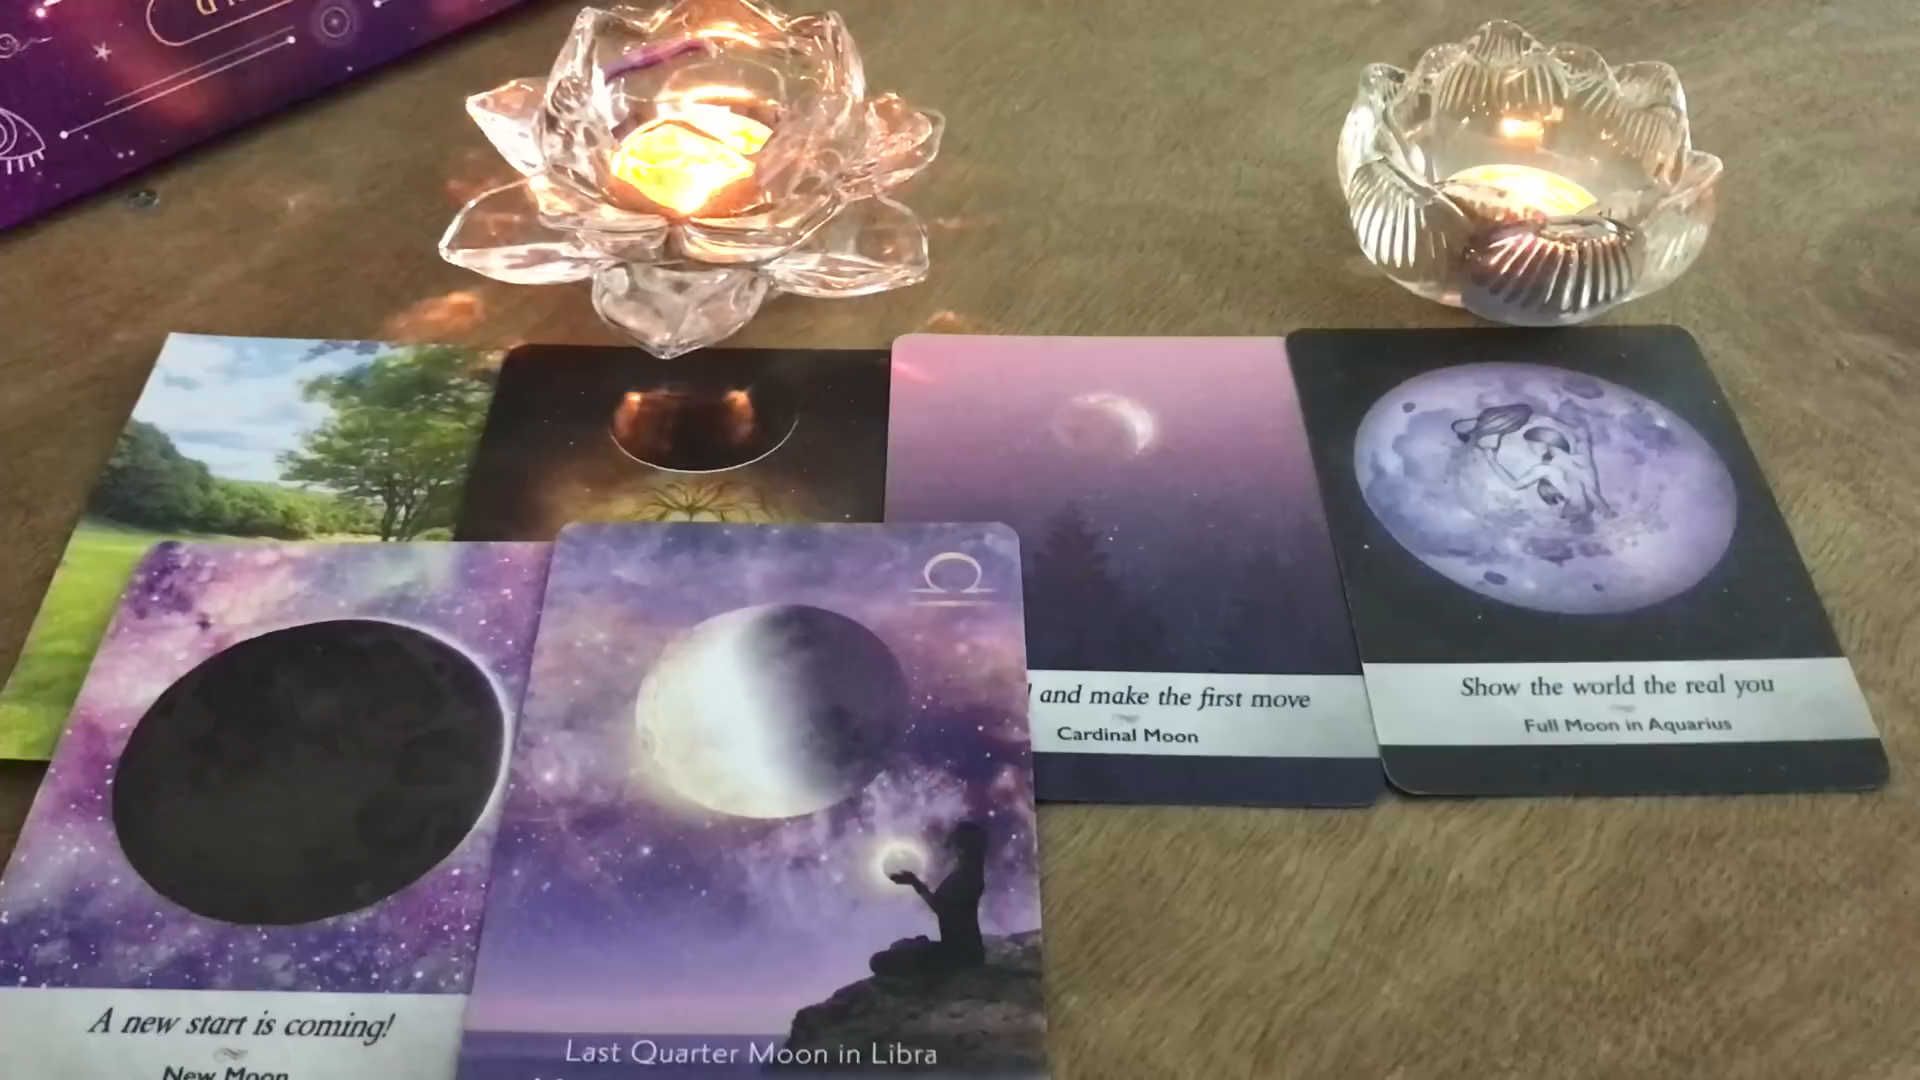 and make the first move
Cardinal Moon
Show the world the real you
Full Moon in Aquarius
A new start is coming!
New Moon
Last Quarter Moon in Libra